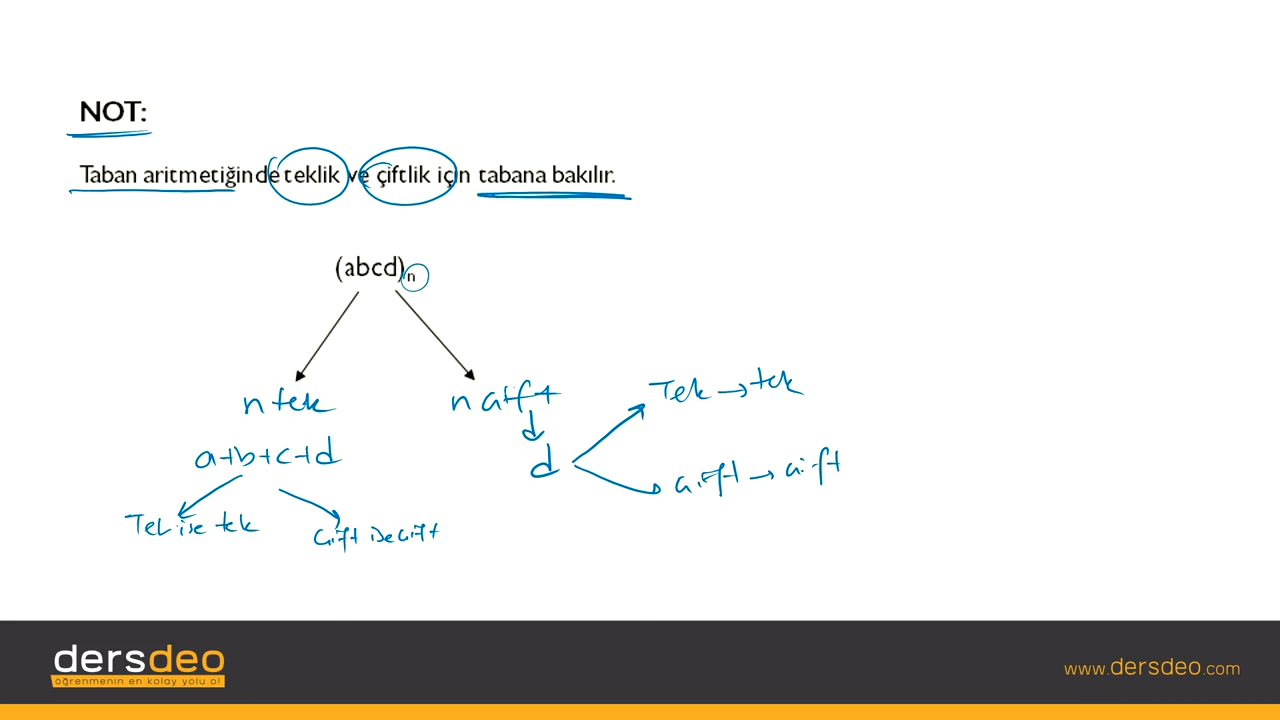 NOT:
Taban aritmetiğinde teklik ve çiftlik için tabana bakılır.
(abcd)n
n tek
n çift
Tek → tek
d
a+b+c+d
d
çift → çift
Tek ise tek
çift ise çift
dersdeo
öğrenmenin en kolay yolu o!
www.dersdeo.com